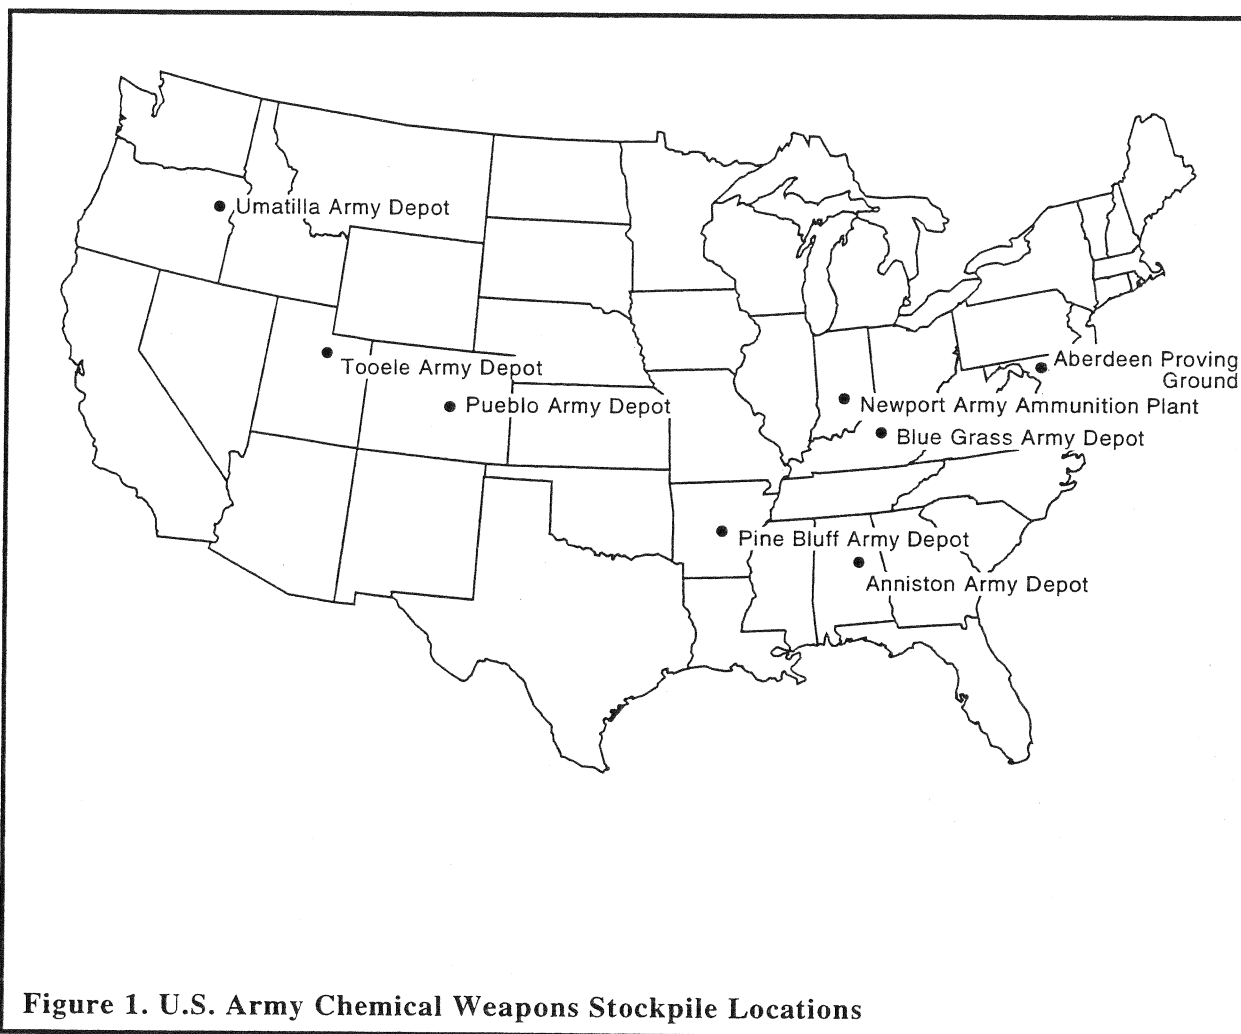 Umatilla Army Depot
Tooele Army Depot
Aberdeen Proving
Ground
Pueblo Army Depot
Newport Army Ammunition Plant
Blue Grass Army Depot
Pine Bluff Army Depot
Anniston Army Depot
Figure 1. U.S. Army Chemical Weapons Stockpile Locations